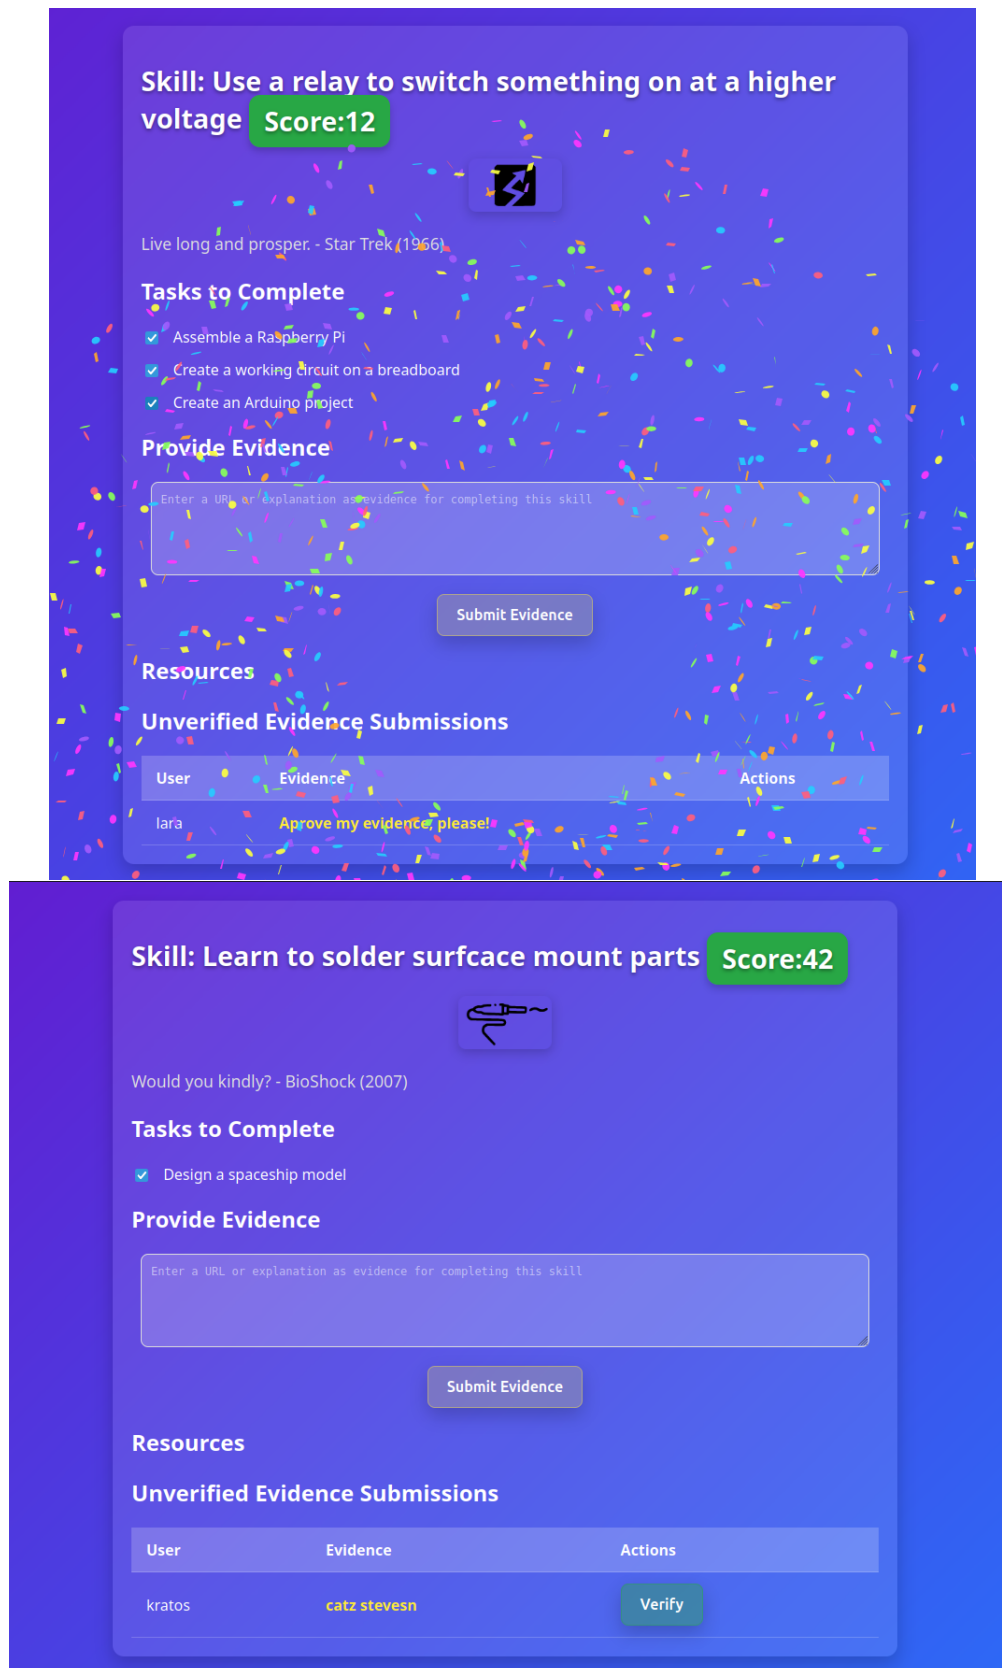 Skill: Use a relay to switch something on at a higher
voltage Score:12
Live long and prosper. - Star Trek (1966)
Tasks to Complete
Assemble a Raspberry Pi
Create a working circuit on a breadboard
Create an Arduino project
Provide Evidence
Enter a URL or explanation as evidence for completing this skill
Submit Evidence
Resources
Unverified Evidence Submissions
User Evidence Actions
lara Aprove my evidence, please!
Skill: Learn to solder surfcace mount parts Score:42
Would you kindly? - BioShock (2007)
Tasks to Complete
Design a spaceship model
Provide Evidence
Enter a URL or explanation as evidence for completing this skill
Submit Evidence
Resources
Unverified Evidence Submissions
User Evidence Actions
kratos catz stevesn Verify